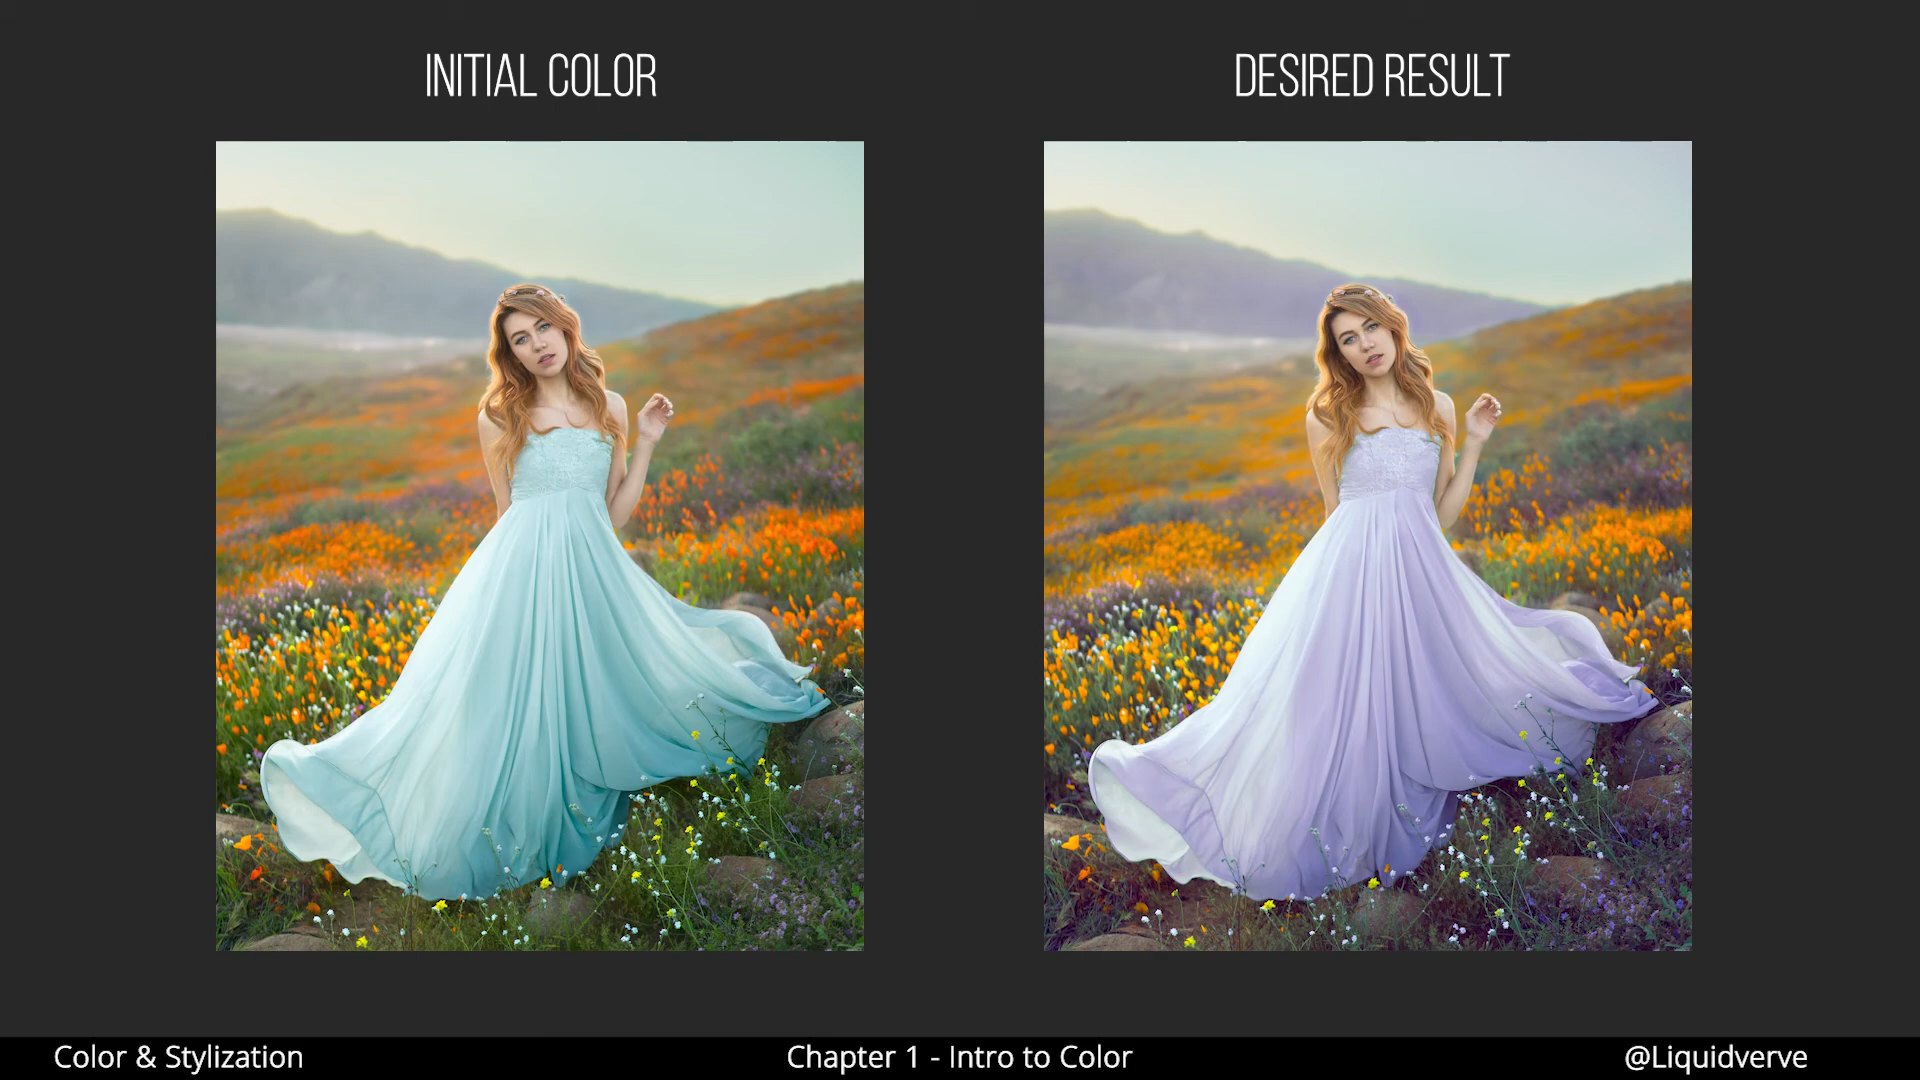 INITIAL COLOR
DESIRED RESULT
Color & Stylization
Chapter 1 - Intro to Color
@Liquidverve